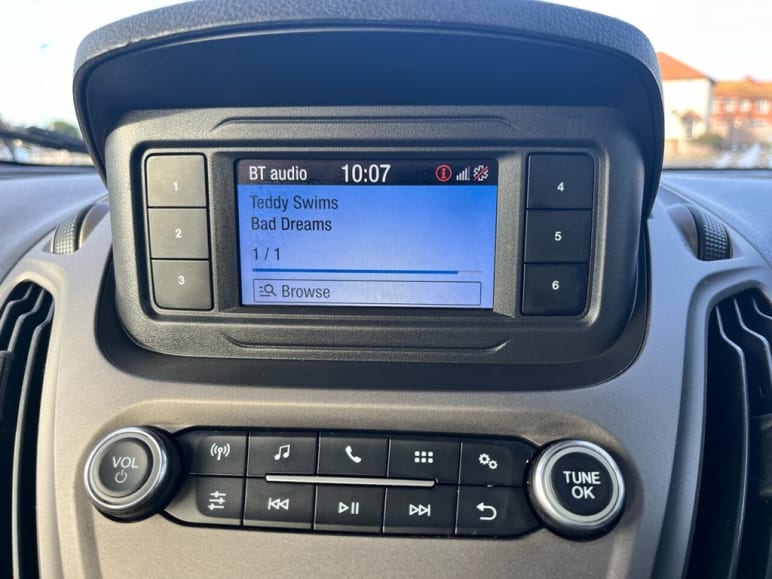 BT audio 10:07
Teddy Swims
Bad Dreams
1 / 1
Browse
1
2
3
4
5
6
VOL
TUNE
OK